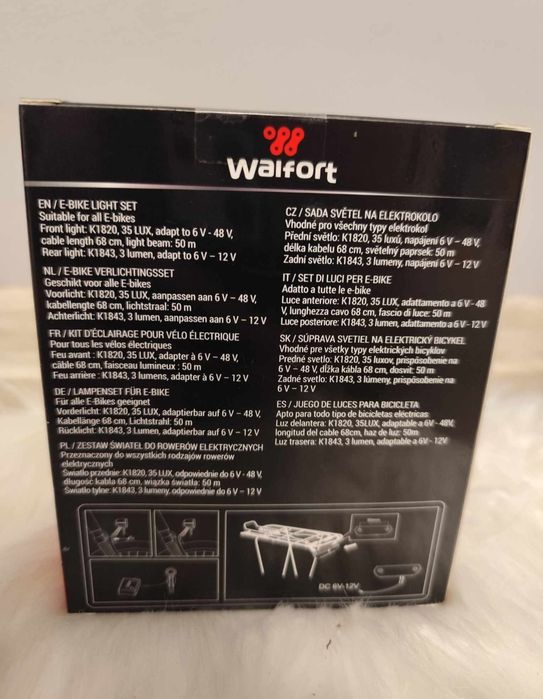 Walfort
EN / E-BIKE LIGHT SET
Suitable for all E-bikes
Front light: K1820, 35 LUX, adapt to 6 V - 48 V,
cable length 68 cm, light beam: 50 m
Rear light: K1843, 3 lumen, adapt to 6 V – 12 V
NL / E-BIKE VERLICHTINGSSET
Geschikt voor alle E-bikes
Voorlicht: K1820, 35 LUX, aanpassen aan 6 V - 48 V,
kabellengte 68 cm, lichtstraal: 50 m
Achterlicht: K1843, 3 lumen, aanpassen aan 6 V – 12 V
FR / KIT D'ÉCLAIRAGE POUR VÉLO ÉLECTRIQUE
Pour tous les vélos électriques
Feu avant : K1820, 35 LUX, adapter à 6 V – 48 V,
câble 68 cm, faisceau lumineux : 50 m
Feu arrière : K1843, 3 lumen, adapter à 6 V – 12 V
DE / LAMPENSET FÜR E-BIKE
Für alle E-Bikes geeignet
Vorderlicht: K1820, 35 LUX, adaptierbar auf 6 V – 48 V,
Kabellänge 68 cm, Lichtstrahl: 50 m
Rücklicht: K1843, 3 lumen, adaptierbar auf 6 V – 12 V
PL / ZESTAW ŚWIATEŁ DO ROWERÓW ELEKTRYCZNYCH
Przeznaczony do wszystkich rodzajów rowerów
elektrycznych
Światło przednie: K1820, 35 LUX, odpowiednie do 6 V - 48 V,
długość kabla 68 cm, wiązka światła: 50 m
Światło tylne: K1843, 3 lumeny, odpowiednie do 6 V – 12 V
CZ / SADA SVĚTEL NA ELEKTROKOLO
Vhodné pro všechny typy elektrokol
Přední světlo: K1820, 35 luxů, napájení 6 V – 48 V,
délka kabelu 68 cm, světelný paprsek: 50 m
Zadní světlo: K1843, 3 lumeny, napájení 6 V – 12 V
IT / SET DI LUCI PER E-BIKE
Adatto a tutte le e-bike
Luce anteriore: K1820, 35 LUX, adattamento a 6 V - 48
V, lunghezza cavo 68 cm, fascio di luce: 50 m
Luce posteriore: K1843, 3 lumen, adattamento a 6 V – 12 V
SK / SÚPRAVA SVETIEL NA ELEKTRICKÝ BICYKEL
Vhodné pre všetky typy elektrických bicyklov
Predné svetlo: K1820, 35 luxov, prispôsobenie na
6 V – 48 V, dĺžka kábla 68 cm, dosvit: 50 m
Zadné svetlo: K1843, 3 lúmeny, prispôsobenie na
6 V – 12 V
ES / JUEGO DE LUCES PARA BICICLETA
Apto para todo tipo de bicicletas eléctricas
Luz delantera: K1820, 35LUX, adaptable a 6V - 48V,
longitud del cable 68cm, haz de luz: 50m
Luz trasera: K1843, 3 lumen, adaptable a 6V - 12V
DC 6V-12V